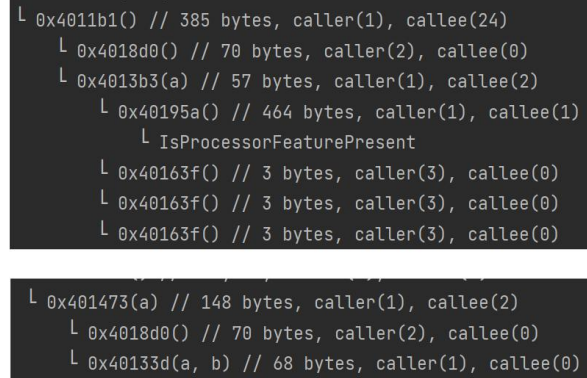 └ 0x4011b1() // 385 bytes, caller(1), callee(24)
└ 0x4018d0() // 70 bytes, caller(2), callee(0)
└ 0x4013b3(a) // 57 bytes, caller(1), callee(2)
└ 0x40195a() // 464 bytes, caller(1), callee(1)
└ IsProcessorFeaturePresent
└ 0x40163f() // 3 bytes, caller(3), callee(0)
└ 0x40163f() // 3 bytes, caller(3), callee(0)
└ 0x40163f() // 3 bytes, caller(3), callee(0)
└ 0x401473(a) // 148 bytes, caller(1), callee(2)
└ 0x4018d0() // 70 bytes, caller(2), callee(0)
└ 0x40133d(a, b) // 68 bytes, caller(1), callee(0)